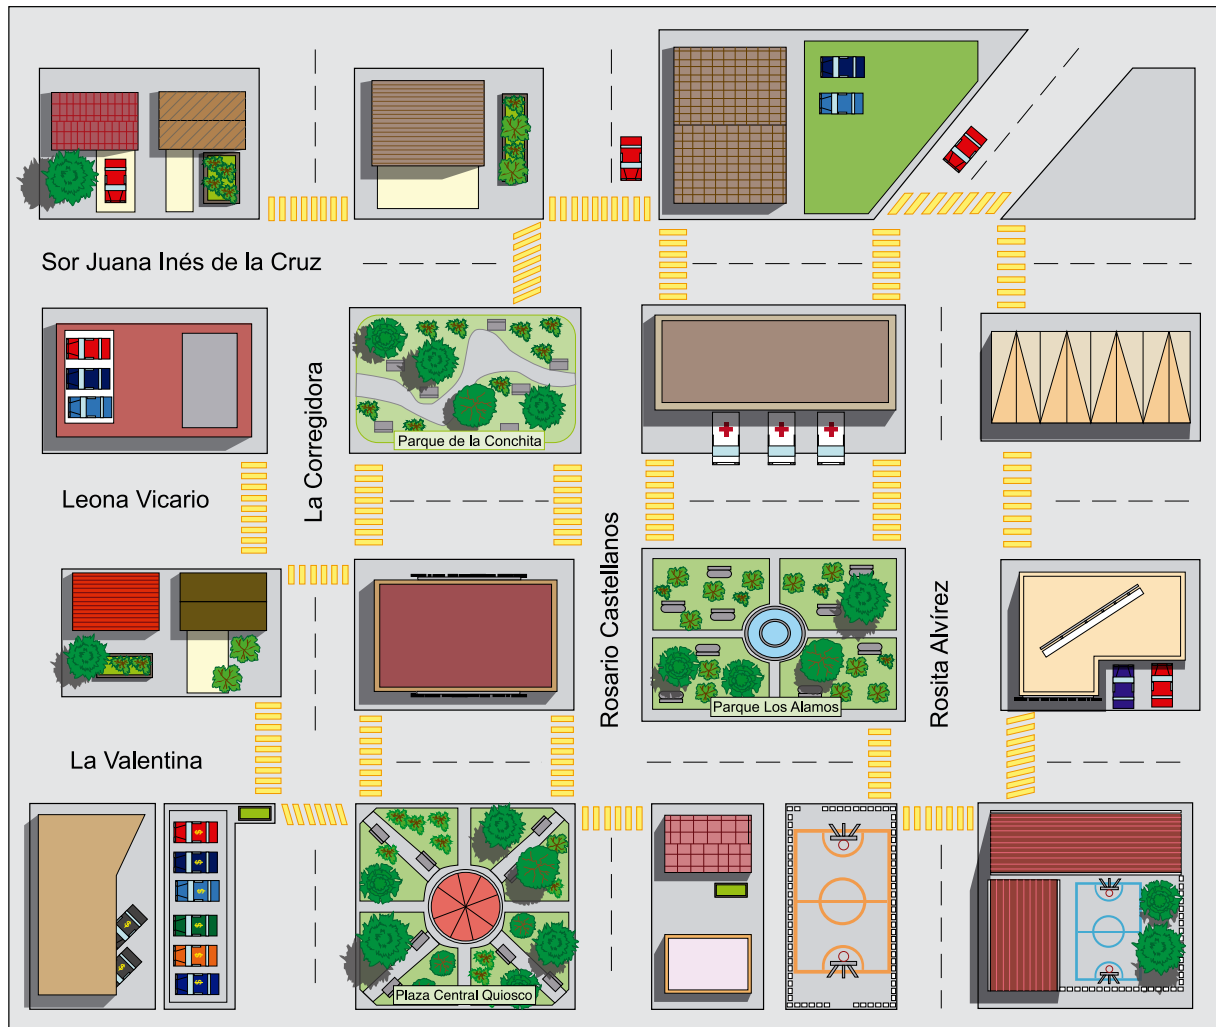 Sor Juana Inés de la Cruz
La Corregidora
Parque de la Conchita
Leona Vicario
Rosario Castellanos
Rosita Alvírez
Parque Los Alamos
La Valentina
$
$
$
$
$
$
Plaza Central Quiosco